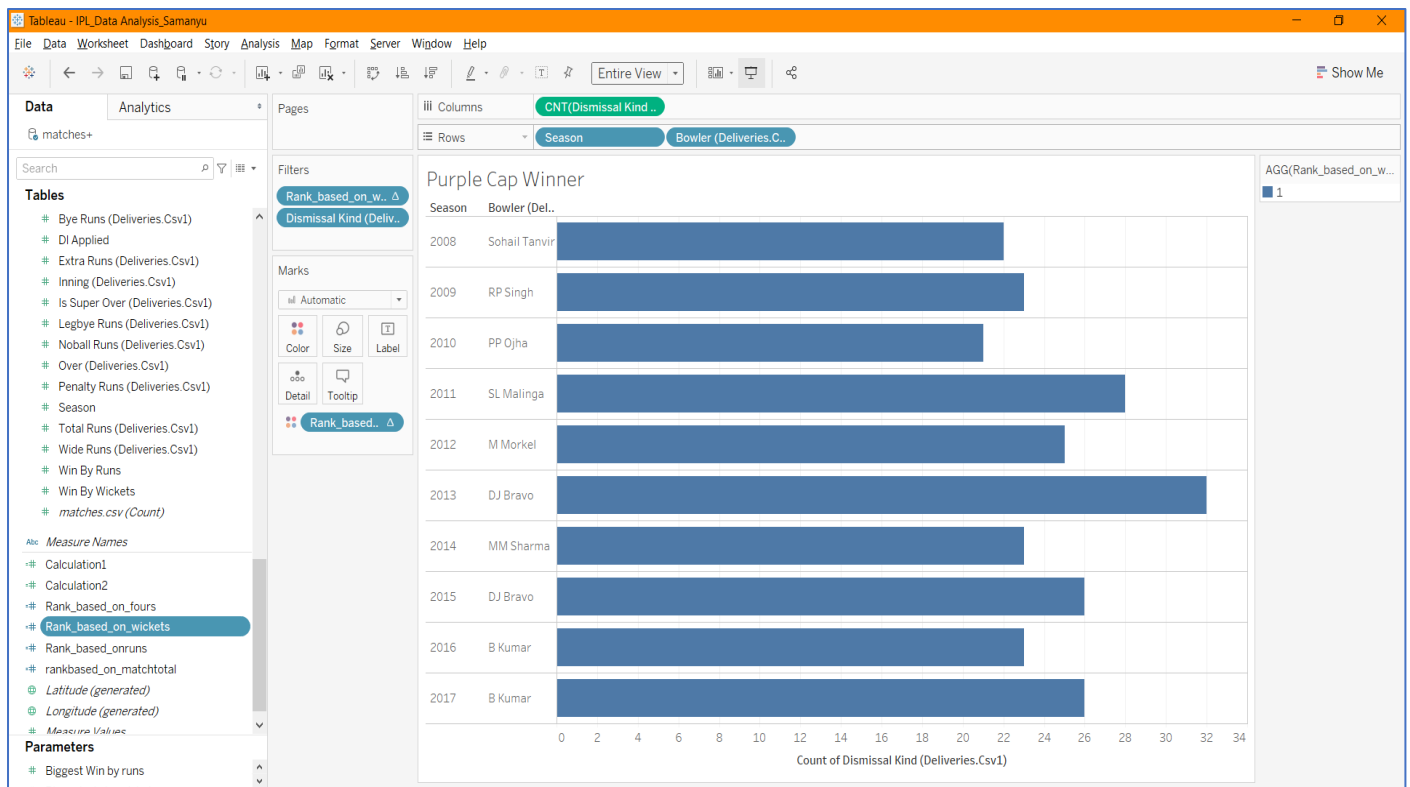 Tableau - IPL_Data Analysis_Samanyu
File Data Worksheet Dashboard Story Analysis Map Format Server Window Help
Entire View
Show Me
Data Analytics
matches+
Search
Tables
Bye Runs (Deliveries.Csv1)
Dl Applied
Extra Runs (Deliveries.Csv1)
Inning (Deliveries.Csv1)
Is Super Over (Deliveries.Csv1)
Legbye Runs (Deliveries.Csv1)
Noball Runs (Deliveries.Csv1)
Over (Deliveries.Csv1)
Penalty Runs (Deliveries.Csv1)
Season
Total Runs (Deliveries.Csv1)
Wide Runs (Deliveries.Csv1)
Win By Runs
Win By Wickets
matches.csv (Count)
Abc Measure Names
Calculation1
Calculation2
Rank_based_on_fours
Rank_based_on_wickets
Rank_based_onruns
rankbased_on_matchtotal
Latitude (generated)
Longitude (generated)
Measure Values
Parameters
Biggest Win by runs
Pages
Filters
Rank_based_on_w.. Δ
Dismissal Kind (Deliv..
Marks
Automatic
Color Size Label
Detail Tooltip
Rank_based.. Δ
Columns CNT(Dismissal Kind ..
Rows Season Bowler (Deliveries.C..
Purple Cap Winner
Season Bowler (Del..
2008 Sohail Tanvir
2009 RP Singh
2010 PP Ojha
2011 SL Malinga
2012 M Morkel
2013 DJ Bravo
2014 MM Sharma
2015 DJ Bravo
2016 B Kumar
2017 B Kumar
0 2 4 6 8 10 12 14 16 18 20 22 24 26 28 30 32 34
Count of Dismissal Kind (Deliveries.Csv1)
AGG(Rank_based_on_w...
1